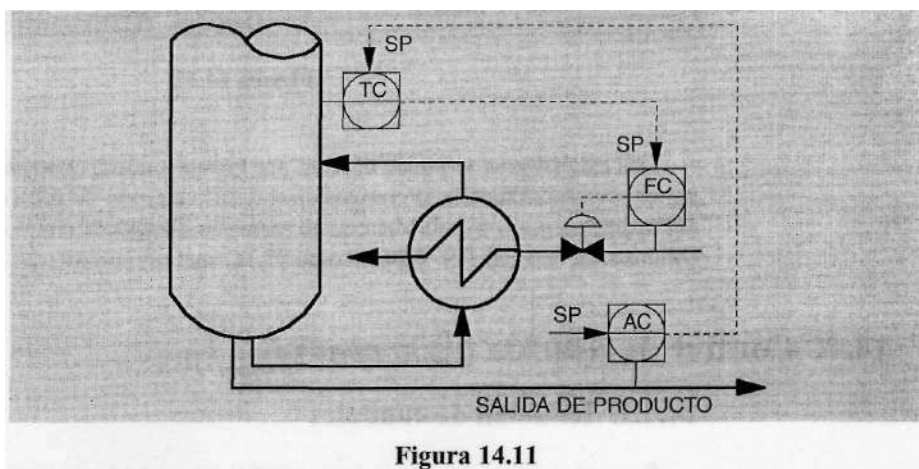 SP
TC
SP
FC
SP
AC
SALIDA DE PRODUCTO
Figura 14.11